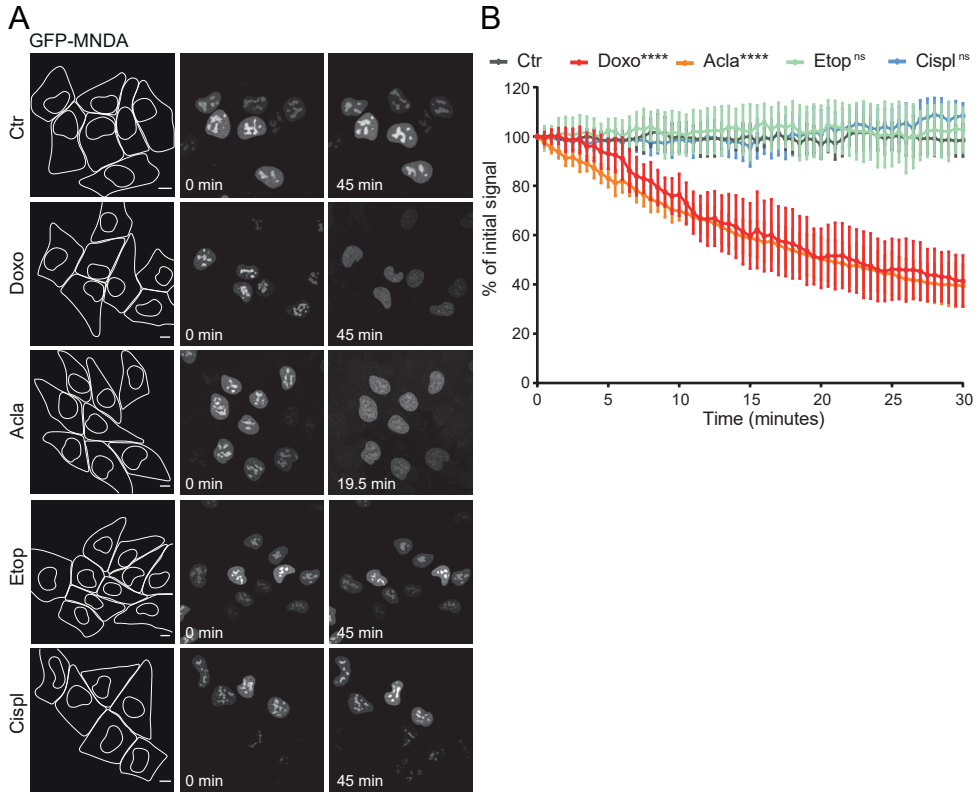 A
GFP-MNDA
Ctr
0 min
45 min
Doxo
0 min
45 min
Acla
0 min
19.5 min
Etop
0 min
45 min
Cispl
0 min
45 min
B
Ctr Doxo**** Acla**** Etop ns Cispl ns
% of initial signal
120
100
80
60
40
20
0
0 5 10 15 20 25 30
Time (minutes)